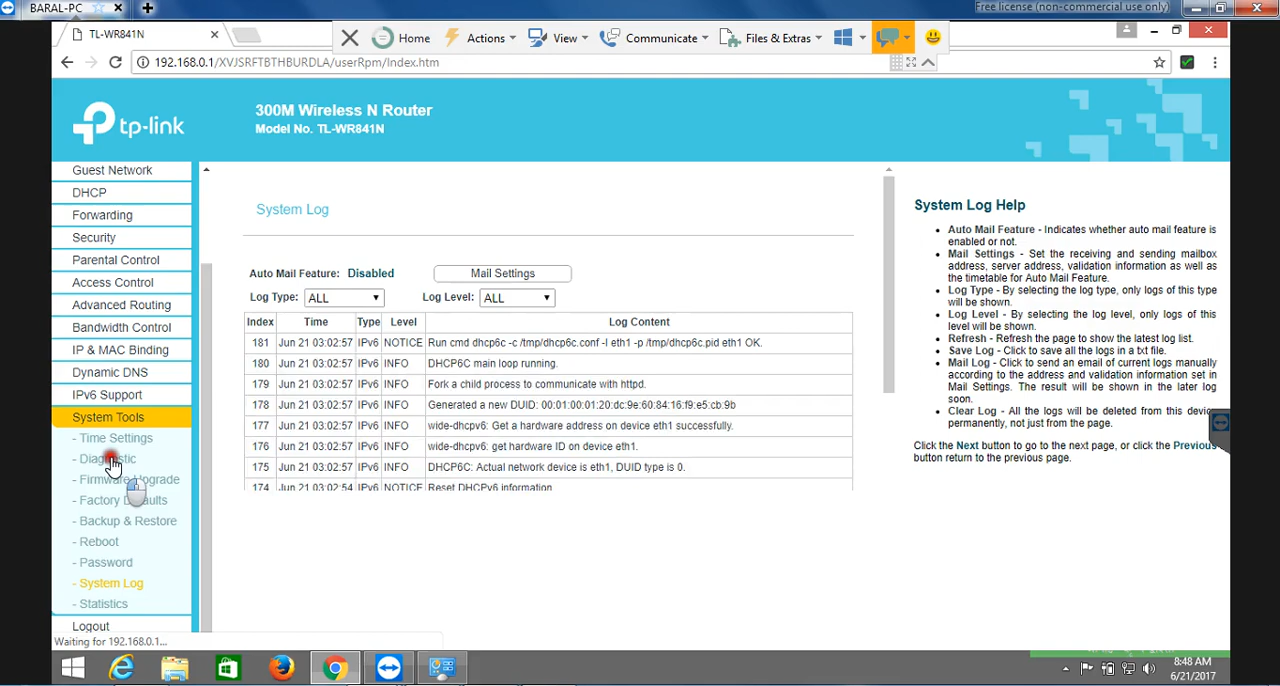 BARAL-PC
Free license (non-commercial use only)
TL-WR841N
Home
Actions
View
Communicate
Files & Extras
192.168.0.1/XVJSRFTBTHBURDLA/userRpm/Index.htm
tp-link
300M Wireless N Router
Model No. TL-WR841N
Guest Network
DHCP
Forwarding
Security
Parental Control
Access Control
Advanced Routing
Bandwidth Control
IP & MAC Binding
Dynamic DNS
IPv6 Support
System Tools
- Time Settings
- Diagnostic
- Firmware Upgrade
- Factory Defaults
- Backup & Restore
- Reboot
- Password
- System Log
- Statistics
Logout
Waiting for 192.168.0.1...
System Log
Auto Mail Feature: Disabled Mail Settings
Log Type: ALL Log Level: ALL
Index Time Type Level Log Content
181 Jun 21 03:02:57 IPv6 NOTICE Run cmd dhcp6c -c /tmp/dhcp6c.conf -l eth1 -p /tmp/dhcp6c.pid eth1 OK.
180 Jun 21 03:02:57 IPv6 INFO DHCP6C main loop running.
179 Jun 21 03:02:57 IPv6 INFO Fork a child process to communicate with httpd.
178 Jun 21 03:02:57 IPv6 INFO Generated a new DUID: 00:01:00:01:20:dc:9e:60:84:16:f9:e5:cb:9b
177 Jun 21 03:02:57 IPv6 INFO wide-dhcpv6: Get a hardware address on device eth1 successfully.
176 Jun 21 03:02:57 IPv6 INFO wide-dhcpv6: get hardware ID on device eth1.
175 Jun 21 03:02:57 IPv6 INFO DHCP6C: Actual network device is eth1, DUID type is 0.
174 Jun 21 03:02:54 IPv6 NOTICE Reset DHCPv6 information
System Log Help
Auto Mail Feature - Indicates whether auto mail feature is
enabled or not.
Mail Settings - Set the receiving and sending mailbox
address, server address, validation information as well as
the timetable for Auto Mail Feature.
Log Type - By selecting the log type, only logs of this type
will be shown.
Log Level - By selecting the log level, only logs of this
level will be shown.
Refresh - Refresh the page to show the latest log list.
Save Log - Click to save all the logs in a txt file.
Mail Log - Click to send an email of current logs manually
according to the address and validation information set in
Mail Settings. The result will be shown in the later log
soon.
Clear Log - All the logs will be deleted from this device
permanently, not just from the page.
Click the Next button to go to the next page, or click the Previous
button return to the previous page.
8:48 AM
6/21/2017